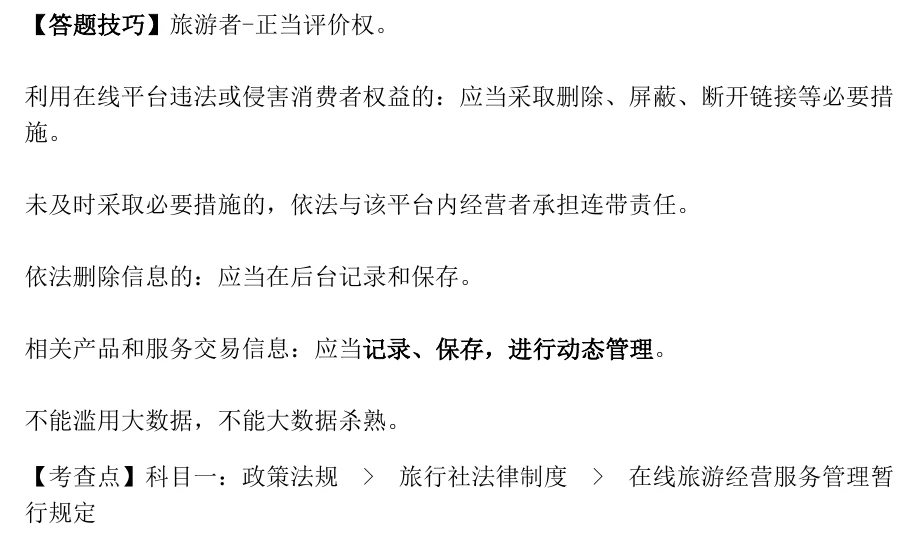 【答题技巧】旅游者-正当评价权。
利用在线平台违法或侵害消费者权益的：应当采取删除、屏蔽、断开链接等必要措
施。
未及时采取必要措施的，依法与该平台内经营者承担连带责任。
依法删除信息的：应当在后台记录和保存。
相关产品和服务交易信息：应当记录、保存，进行动态管理。
不能滥用大数据，不能大数据杀熟。
【考查点】科目一：政策法规 > 旅行社法律制度 > 在线旅游经营服务管理暂
行规定